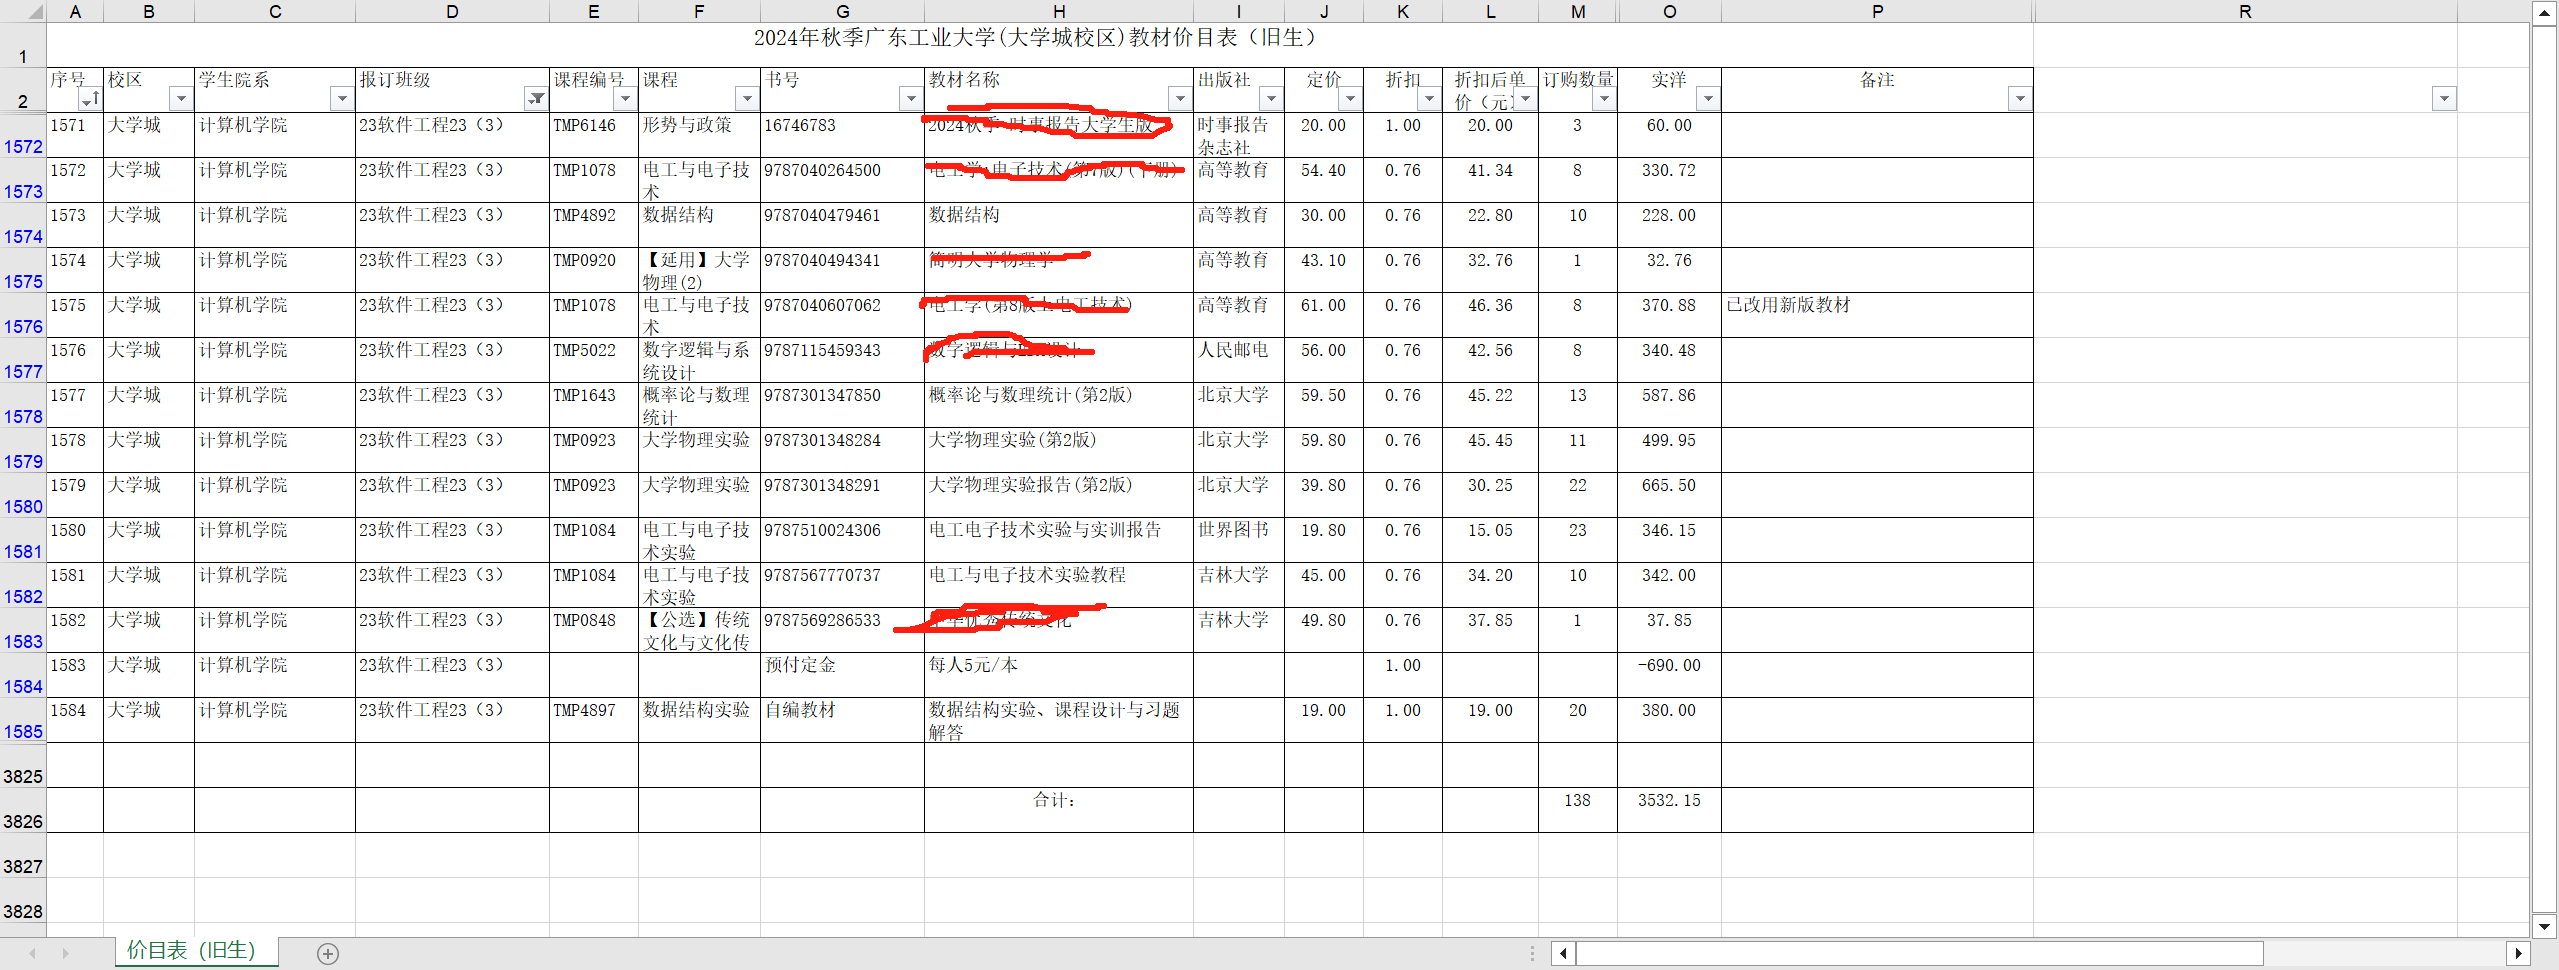 A B C D E F G H I J K L M O P R
1 2024年秋季广东工业大学(大学城校区)教材价目表（旧生）
2 序号 校区 学生院系 报订班级 课程编号 课程 书号 教材名称 出版社 定价 折扣 折扣后单价（元） 订购数量 实洋 备注
1572 1571 大学城 计算机学院 23软件工程23（3） TMP6146 形势与政策 16746783 2024秋季 时事报告大学生版 时事报告杂志社 20.00 1.00 20.00 3 60.00
1573 1572 大学城 计算机学院 23软件工程23（3） TMP1078 电工与电子技术 9787040264500 电工学 电子技术(第7版)(下册) 高等教育 54.40 0.76 41.34 8 330.72
1574 1573 大学城 计算机学院 23软件工程23（3） TMP4892 数据结构 9787040479461 数据结构 高等教育 30.00 0.76 22.80 10 228.00
1575 1574 大学城 计算机学院 23软件工程23（3） TMP0920 【延用】大学物理(2) 9787040494341 简明大学物理学 高等教育 43.10 0.76 32.76 1 32.76
1576 1575 大学城 计算机学院 23软件工程23（3） TMP1078 电工与电子技术 9787040607062 电工学(第8版上电工技术) 高等教育 61.00 0.76 46.36 8 370.88 已改用新版教材
1577 1576 大学城 计算机学院 23软件工程23（3） TMP5022 数字逻辑与系统设计 9787115459343 数字逻辑与 设计 人民邮电 56.00 0.76 42.56 8 340.48
1578 1577 大学城 计算机学院 23软件工程23（3） TMP1643 概率论与数理统计 9787301347850 概率论与数理统计(第2版) 北京大学 59.50 0.76 45.22 13 587.86
1579 1578 大学城 计算机学院 23软件工程23（3） TMP0923 大学物理实验 9787301348284 大学物理实验(第2版) 北京大学 59.80 0.76 45.45 11 499.95
1580 1579 大学城 计算机学院 23软件工程23（3） TMP0923 大学物理实验 9787301348291 大学物理实验报告(第2版) 北京大学 39.80 0.76 30.25 22 665.50
1581 1580 大学城 计算机学院 23软件工程23（3） TMP1084 电工与电子技术实验 9787510024306 电工电子技术实验与实训报告 世界图书 19.80 0.76 15.05 23 346.15
1582 1581 大学城 计算机学院 23软件工程23（3） TMP1084 电工与电子技术实验 9787567770737 电工与电子技术实验教程 吉林大学 45.00 0.76 34.20 10 342.00
1583 1582 大学城 计算机学院 23软件工程23（3） TMP0848 【公选】传统文化与文化传 9787569286533 中华优秀传统文化 吉林大学 49.80 0.76 37.85 1 37.85
1584 1583 大学城 计算机学院 23软件工程23（3） 预付定金 每人5元/本 1.00 -690.00
1585 1584 大学城 计算机学院 23软件工程23（3） TMP4897 数据结构实验 自编教材 数据结构实验、课程设计与习题解答 19.00 1.00 19.00 20 380.00
3825
3826 合计： 138 3532.15
3827
3828
价目表（旧生）